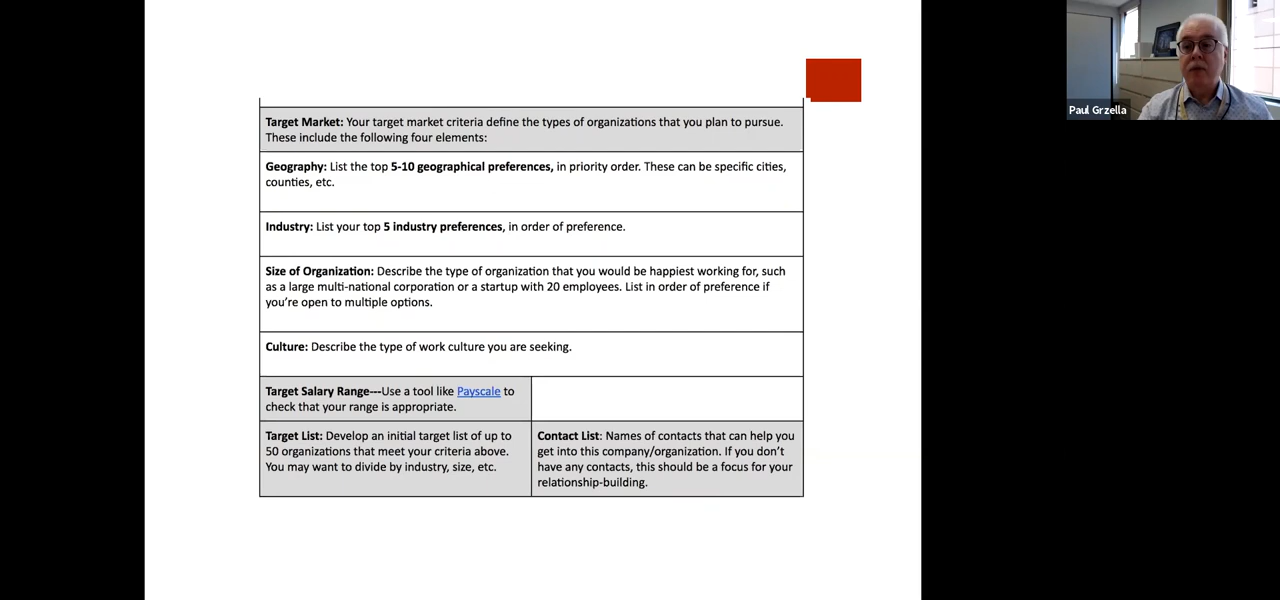 Target Market: Your target market criteria define the types of organizations that you plan to pursue.
These include the following four elements:
Geography: List the top 5-10 geographical preferences, in priority order. These can be specific cities,
counties, etc.
Industry: List your top 5 industry preferences, in order of preference.
Size of Organization: Describe the type of organization that you would be happiest working for, such
as a large multi-national corporation or a startup with 20 employees. List in order of preference if
you’re open to multiple options.
Culture: Describe the type of work culture you are seeking.
Target Salary Range---Use a tool like Payscale to
check that your range is appropriate.
Target List: Develop an initial target list of up to
50 organizations that meet your criteria above.
You may want to divide by industry, size, etc.
Contact List: Names of contacts that can help you
get into this company/organization. If you don’t
have any contacts, this should be a focus for your
relationship-building.
Paul Grzella